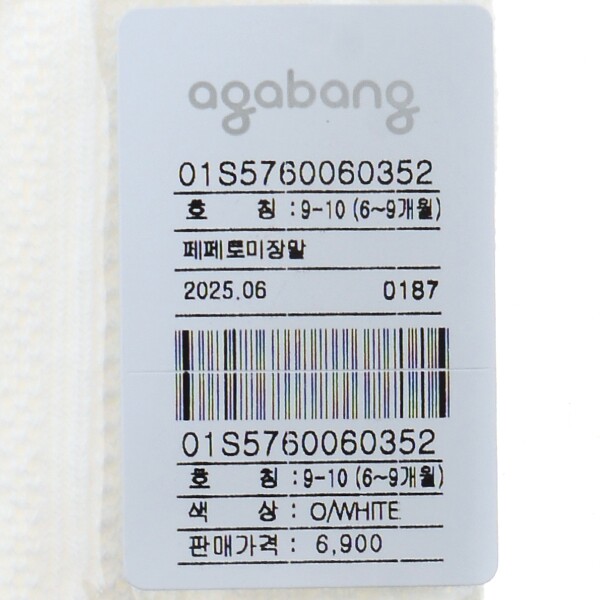 agabang
01S5760060352
호 칭 : 9-10 (6~9개월)
페페토미장말
2025.06 0187
01S5760060352
호 칭 : 9-10 (6~9개월)
색 상 : O/WHITE
판매가격 : 6,900